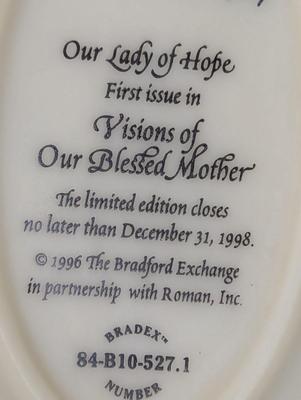 Our Lady of Hope
First issue in
Visions of
Our Blessed Mother
The limited edition closes
no later than December 31, 1998.
© 1996 The Bradford Exchange
in partnership with Roman, Inc.
BRADEX™
84-B10-527.1
NUMBER